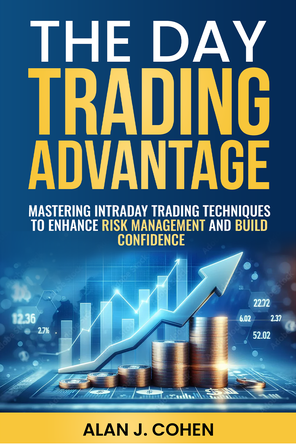 THE DAY
TRADING
ADVANTAGE
MASTERING INTRADAY TRADING TECHNIQUES
TO ENHANCE RISK MANAGEMENT AND BUILD
CONFIDENCE
12.36
2.7%
2272
6.02
2.37
52.02
ALAN J. COHEN